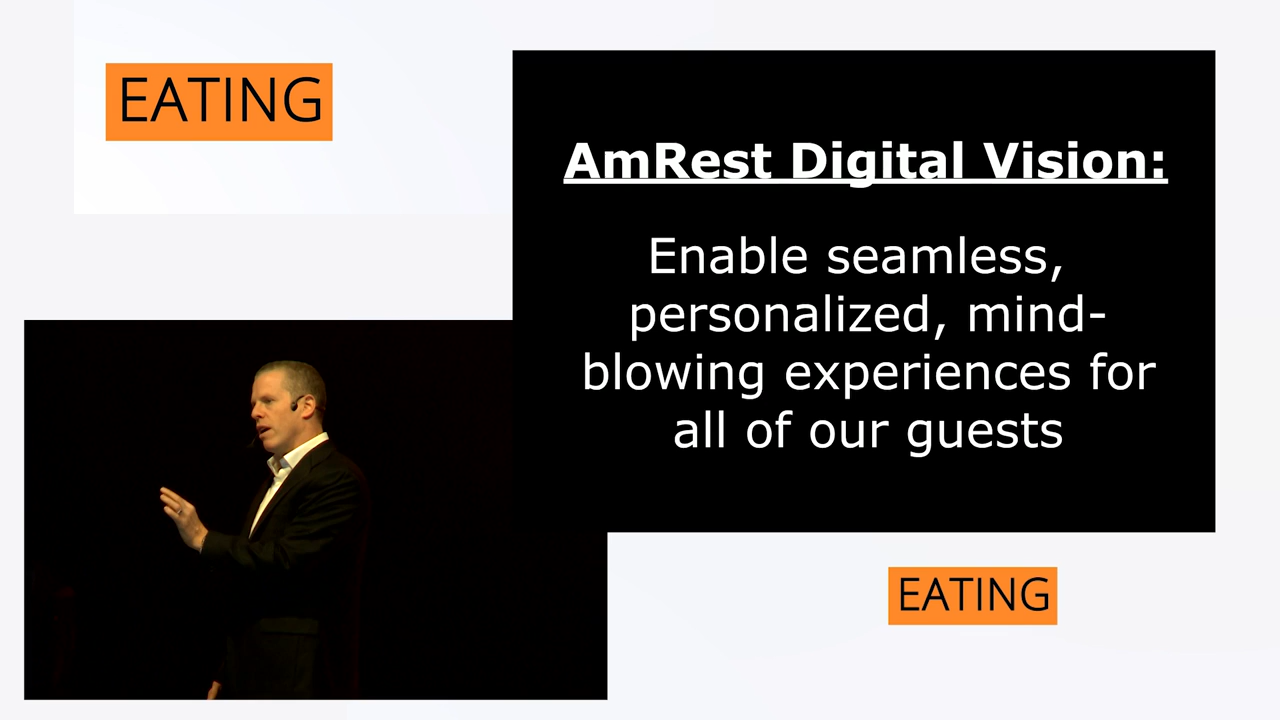 EATING
AmRest Digital Vision:
Enable seamless,
personalized, mind-
blowing experiences for
all of our guests
EATING